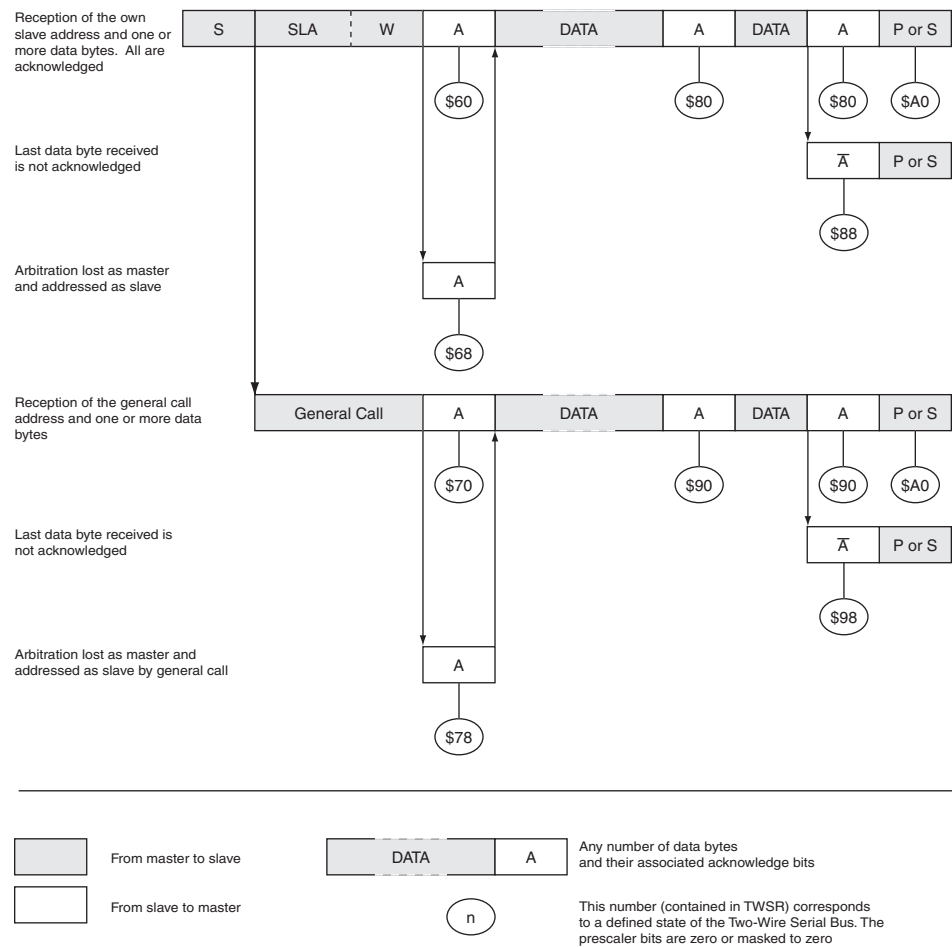 Reception of the own
slave address and one or
more data bytes. All are
acknowledged
S SLA W A DATA A DATA A P or S
$60 $80 $80 $A0
Last data byte received
is not acknowledged
A̅ P or S
$88
Arbitration lost as master
and addressed as slave
A
$68
Reception of the general call
address and one or more data
bytes
General Call A DATA A DATA A P or S
$70 $90 $90 $A0
Last data byte received is
not acknowledged
A̅ P or S
$98
Arbitration lost as master and
addressed as slave by general call
A
$78
From master to slave
DATA A
Any number of data bytes
and their associated acknowledge bits
From slave to master
n
This number (contained in TWSR) corresponds
to a defined state of the Two-Wire Serial Bus. The
prescaler bits are zero or masked to zero